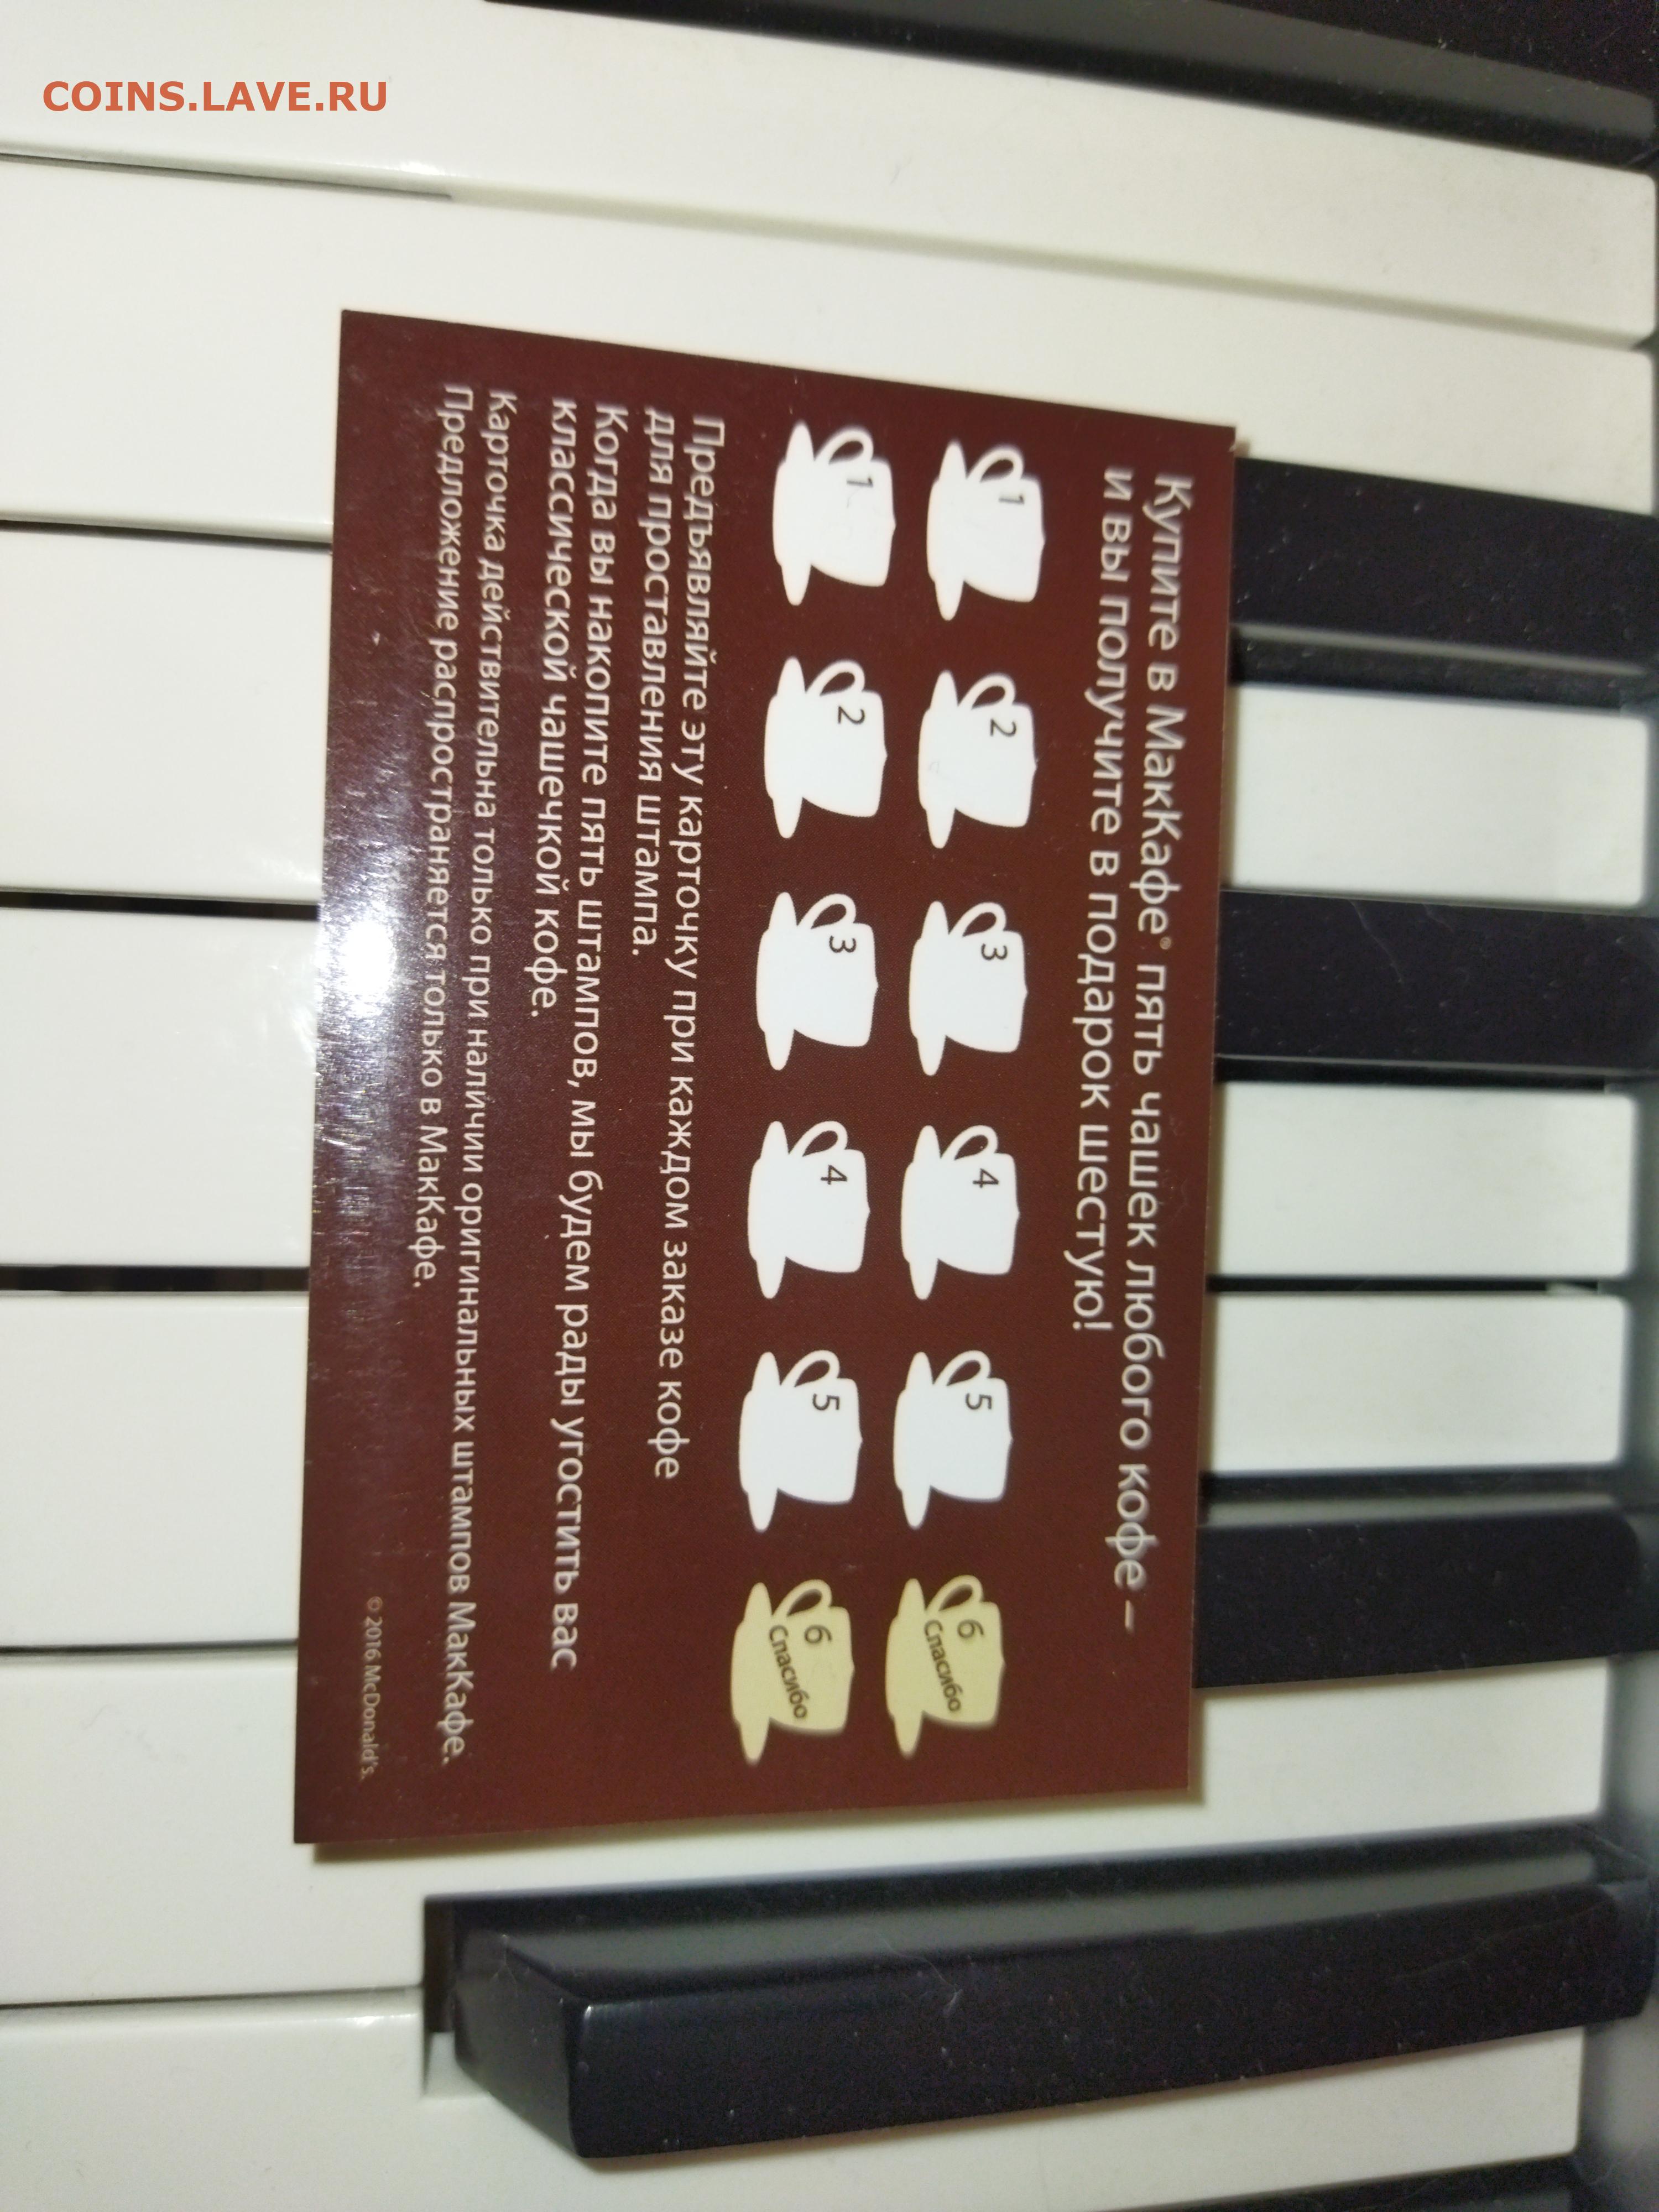 COINS.LAVE.RU
Купите в МакКафе® пять чашек любого кофе –
и вы получите в подарок шестую!
1 2 3 4 5 6 Спасибо
1 2 3 4 5 6 Спасибо
Предъявляйте эту карточку при каждом заказе кофе
для проставления штампа.
Когда вы накопите пять штампов, мы будем рады угостить вас
классической чашечкой кофе.
Карточка действительна только при наличии оригинальных штампов МакКафе.
Предложение распространяется только в МакКафе.
© 2016 McDonald's.